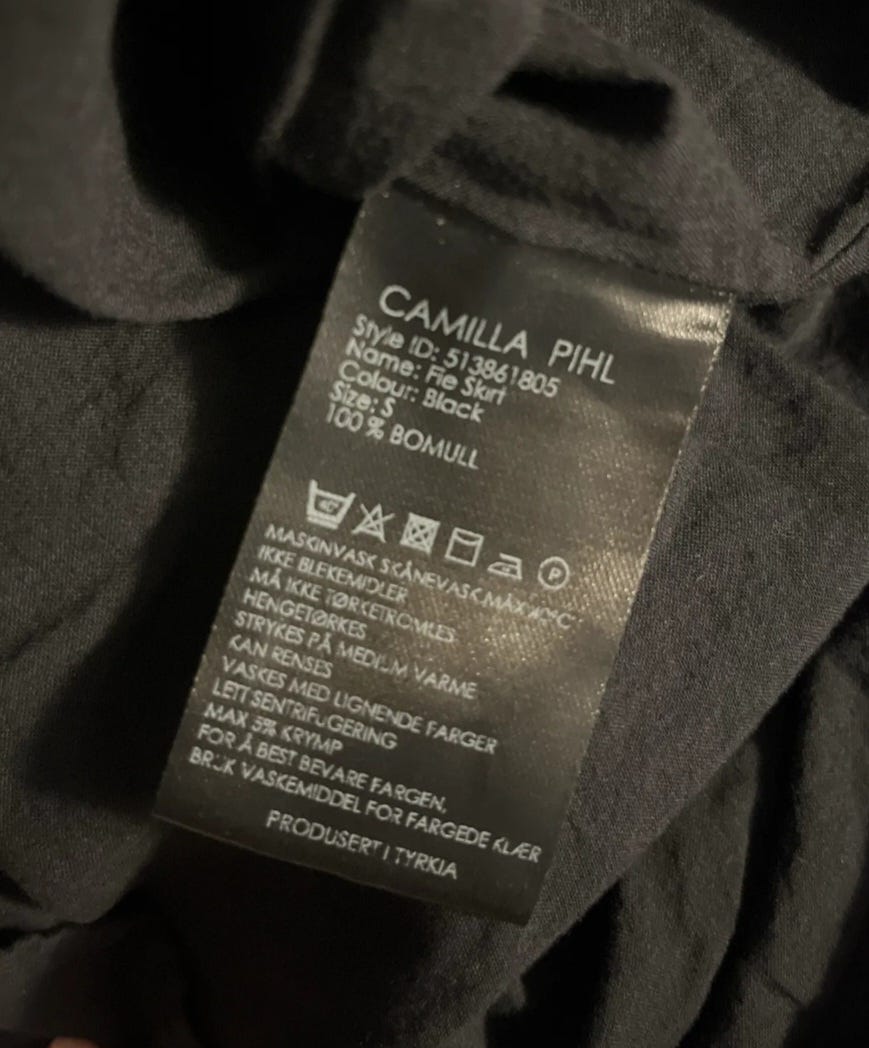 CAMILLA PIHL
Style ID: 513861805
Name: Fie Skirt
Colour: Black
Size: S
100 % BOMULL
40°
P
MASKINVASK SKÅNEVASK MAX 40°C
IKKE BLEKEMIDLER
MÅ IKKE TØRKETROMLES
HENGETØRKES
STRYKES PÅ MEDIUM VARME
KAN RENSES
VASKES MED LIGNENDE FARGER
LETT SENTRIFUGERING
MAX 5% KRYMP
FOR Å BEST BEVARE FARGEN,
BRUK VASKEMIDDEL FOR FARGEDE KLÆR
PRODUSERT I TYRKIA